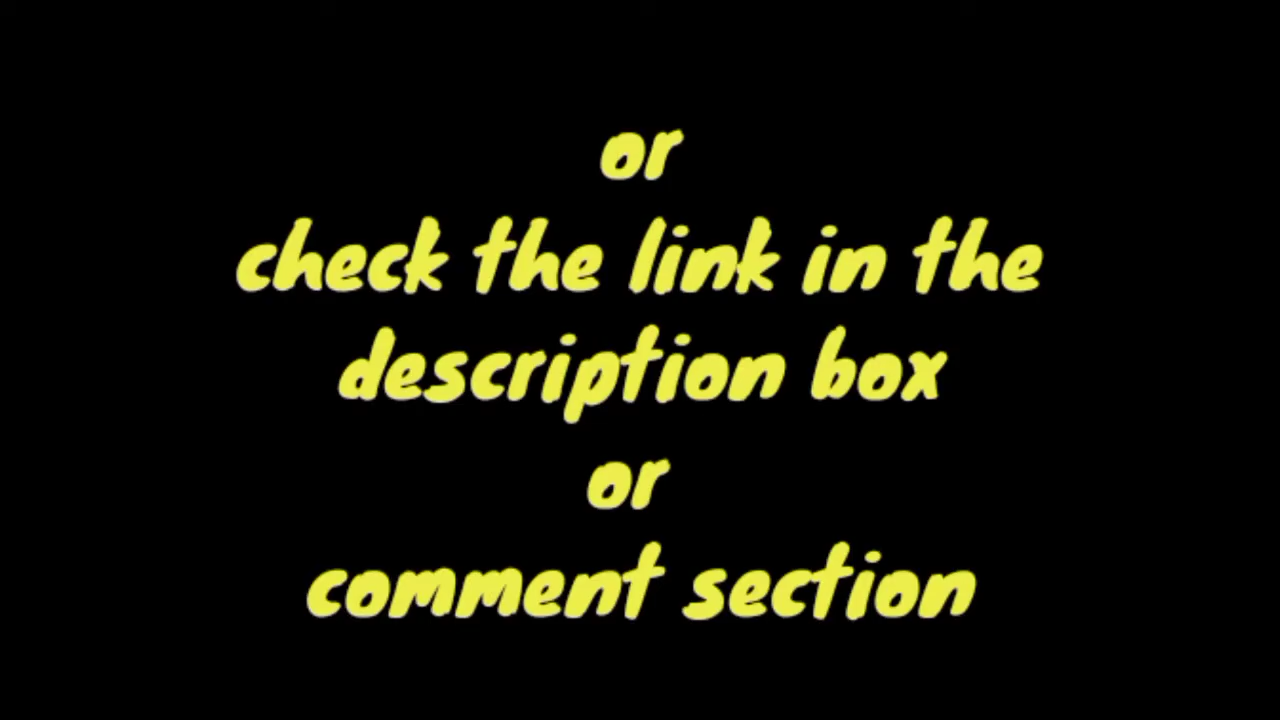 or
check the link in the
description box
or
comment section